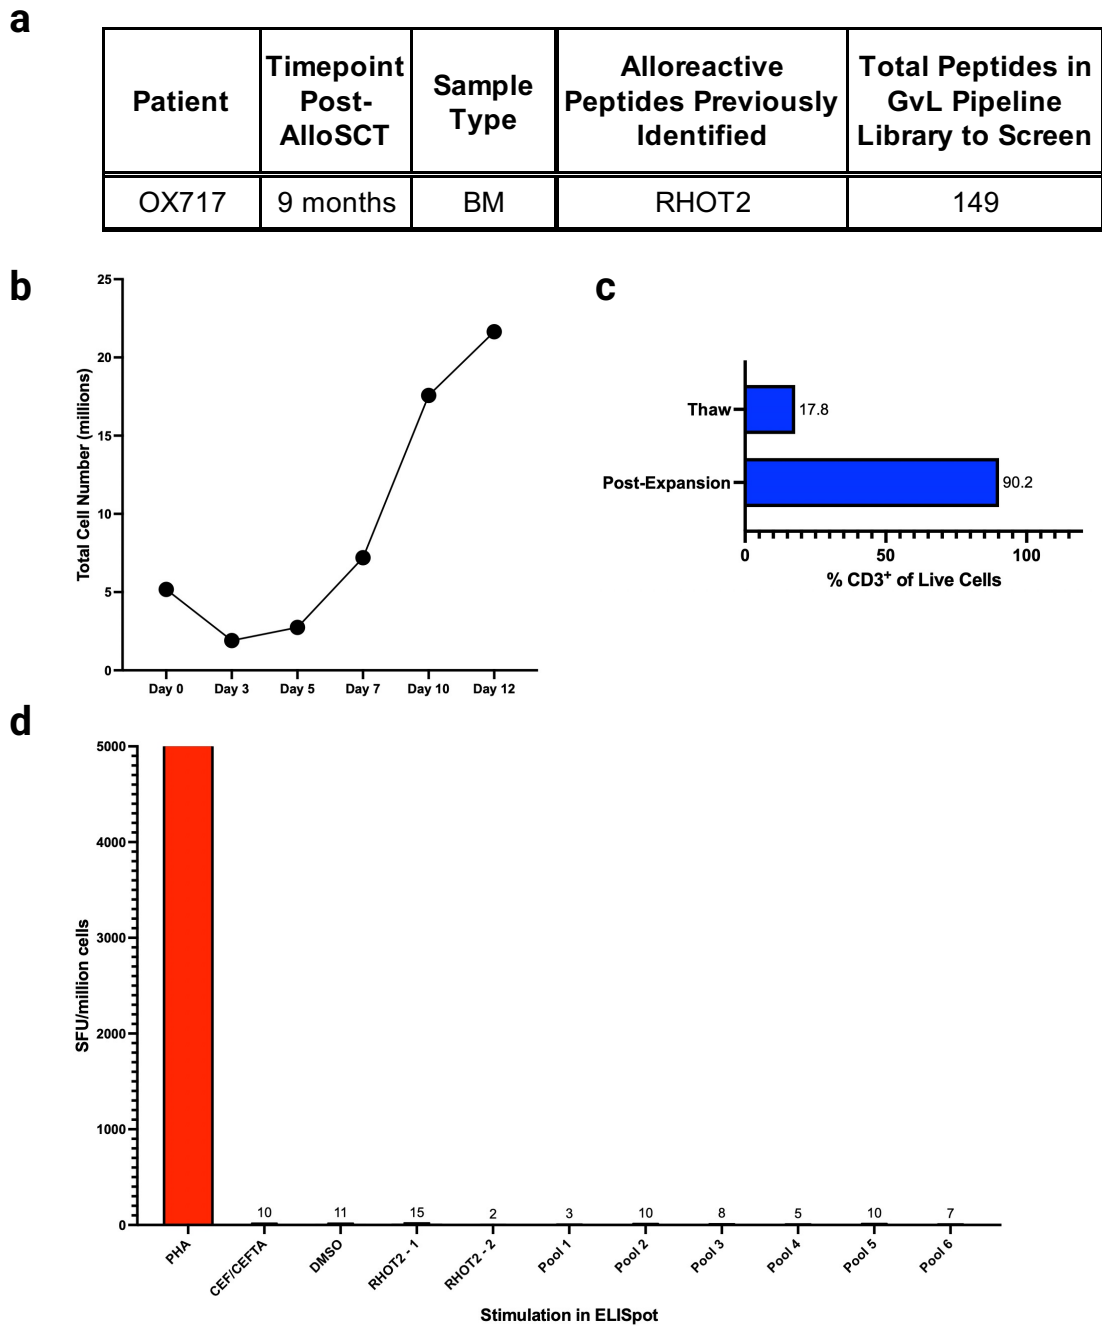 a
Patient
Timepoint
Post-
AlloSCT
Sample
Type
Alloreactive
Peptides Previously
Identified
Total Peptides in
GvL Pipeline
Library to Screen
OX717
9 months
BM
RHOT2
149
b
25
20
15
10
5
0
Total Cell Number (millions)
Day 0
Day 3
Day 5
Day 7
Day 10
Day 12
c
Thaw
17.8
Post-Expansion
90.2
0
50
100
% CD3⁺ of Live Cells
d
5000
4000
3000
2000
1000
0
SFU/million cells
10
11
15
2
3
10
8
5
10
7
PHA
CEF/CEFTA
DMSO
RHOT2 - 1
RHOT2 - 2
Pool 1
Pool 2
Pool 3
Pool 4
Pool 5
Pool 6
Stimulation in ELISpot